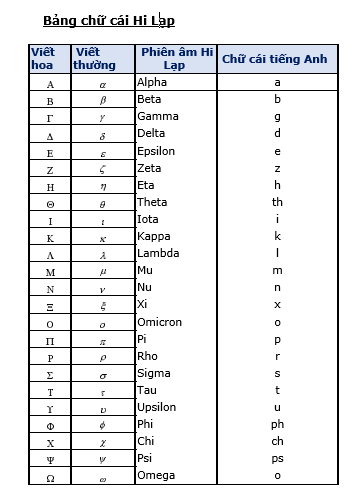 Bảng chữ cái Hi Lạp
Viết hoa Viết thường Phiên âm Hi Lạp Chữ cái tiếng Anh
Α α Alpha a
Β β Beta b
Γ γ Gamma g
Δ δ Delta d
Ε ε Epsilon e
Ζ ζ Zeta z
Η η Eta h
Θ θ Theta th
Ι ι Iota i
Κ κ Kappa k
Λ λ Lambda l
Μ μ Mu m
Ν ν Nu n
Ξ ξ Xi x
Ο ο Omicron o
Π π Pi p
Ρ ρ Rho r
Σ σ Sigma s
Τ τ Tau t
Υ υ Upsilon u
Φ ϕ Phi ph
Χ χ Chi ch
Ψ ψ Psi ps
Ω ω Omega o